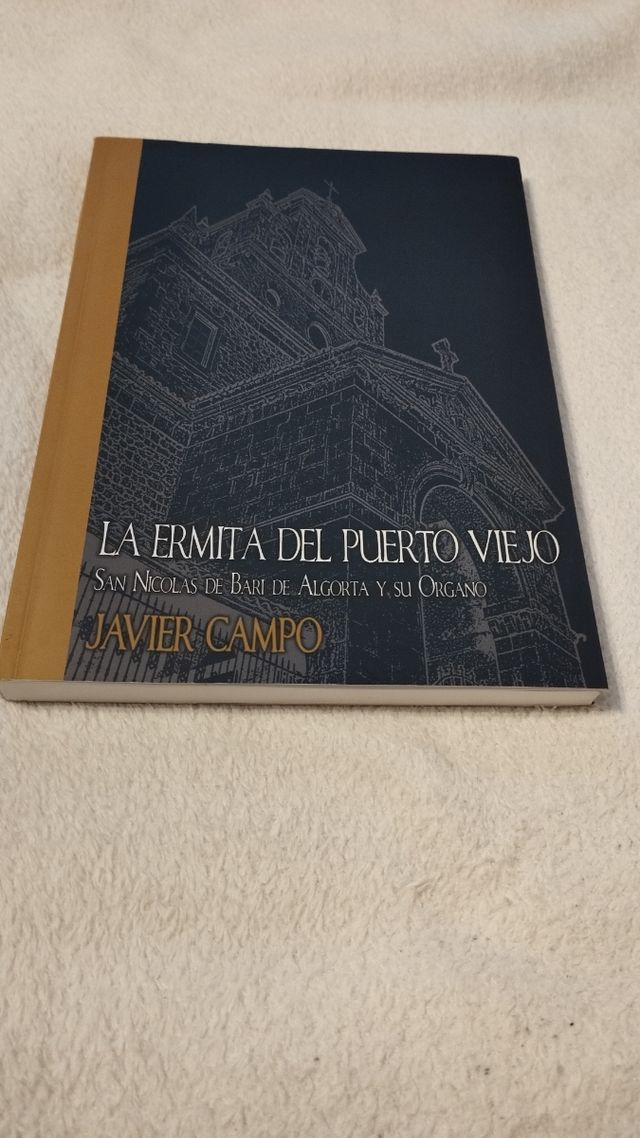 LA ERMITA DEL PUERTO VIEJO
SAN NICOLAS DE BARI DE ALGORTA Y SU ORGANO
JAVIER CAMPO